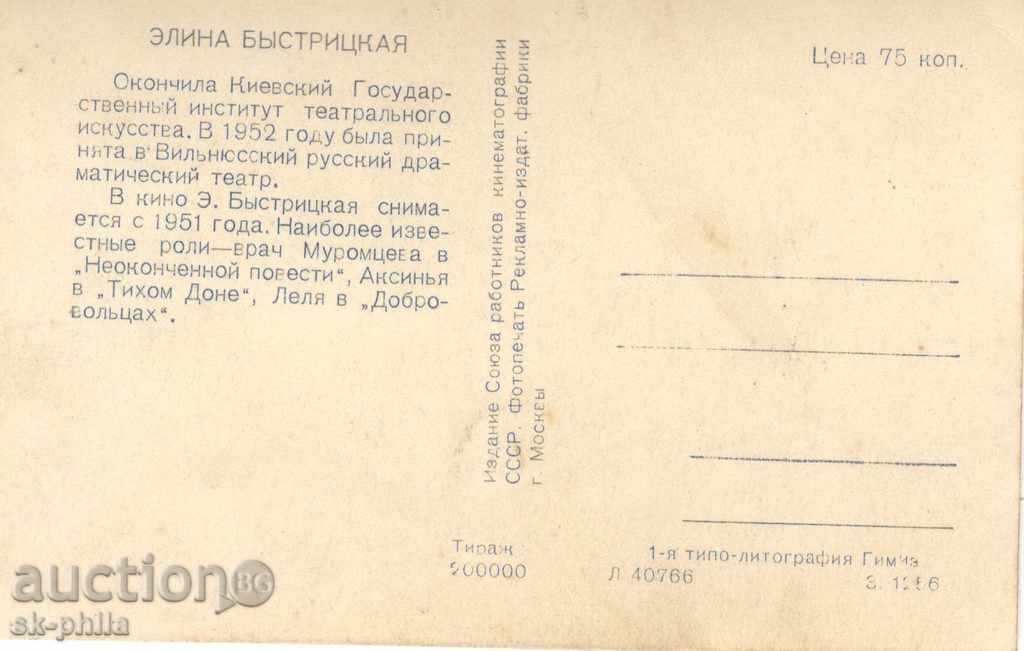 ЭЛИНА БЫСТРИЦКАЯ
Окончила Киевский Государ-
ственный институт театрального
искусства. В 1952 году была при-
нята в Вильнюсский русский дра-
матический театр.
В кино Э. Быстрицкая снима-
ется с 1951 года. Наиболее изве-
стные роли—врач Муромцева в
„Неоконченной повести“, Аксинья
в „Тихом Доне“, Леля в „Добро-
вольцах“.
Издание Союза работников кинематографии
СССР. Фотопечать Рекламно-издат. фабрики
г. Москвы
Тираж
200000
Цена 75 коп.
1-я типо-литография Гимиз
Л 40766 З. 1256
auction BG
sk-phila